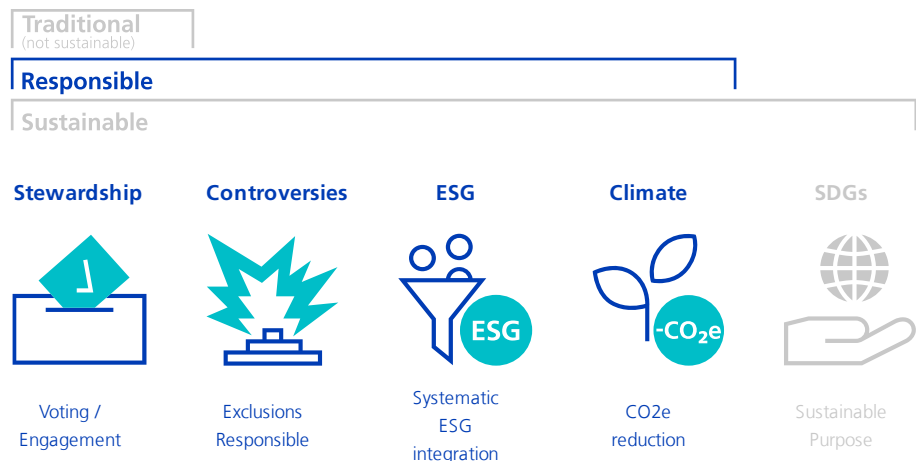 Traditional
(not sustainable)
Responsible
Sustainable
Stewardship
Controversies
ESG
Climate
SDGs
ESG
-CO₂e
Voting /
Engagement
Exclusions
Responsible
Systematic
ESG
integration
CO2e
reduction
Sustainable
Purpose